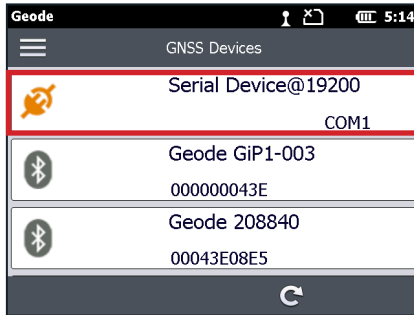 Geode 5:14
GNSS Devices
Serial Device@19200
COM1
Geode GiP1-003
000000043E
Geode 208840
00043E08E5